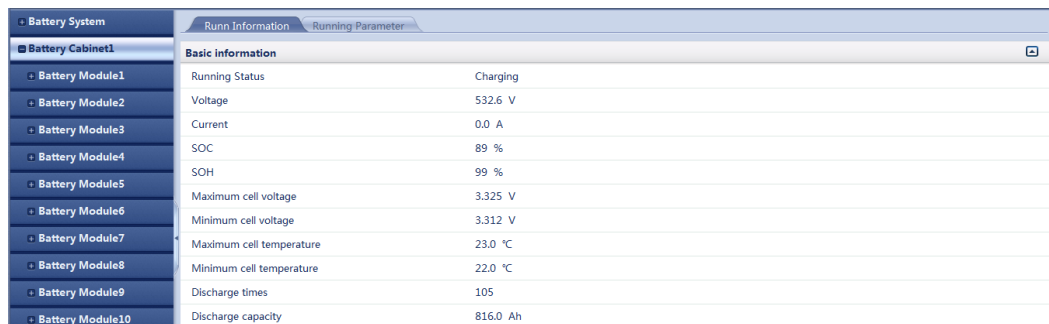 Battery System
Battery Cabinet1
Battery Module1
Battery Module2
Battery Module3
Battery Module4
Battery Module5
Battery Module6
Battery Module7
Battery Module8
Battery Module9
Battery Module10
Runn Information Running Parameter
Basic information
Running Status Charging
Voltage 532.6 V
Current 0.0 A
SOC 89 %
SOH 99 %
Maximum cell voltage 3.325 V
Minimum cell voltage 3.312 V
Maximum cell temperature 23.0 ℃
Minimum cell temperature 22.0 ℃
Discharge times 105
Discharge capacity 816.0 Ah